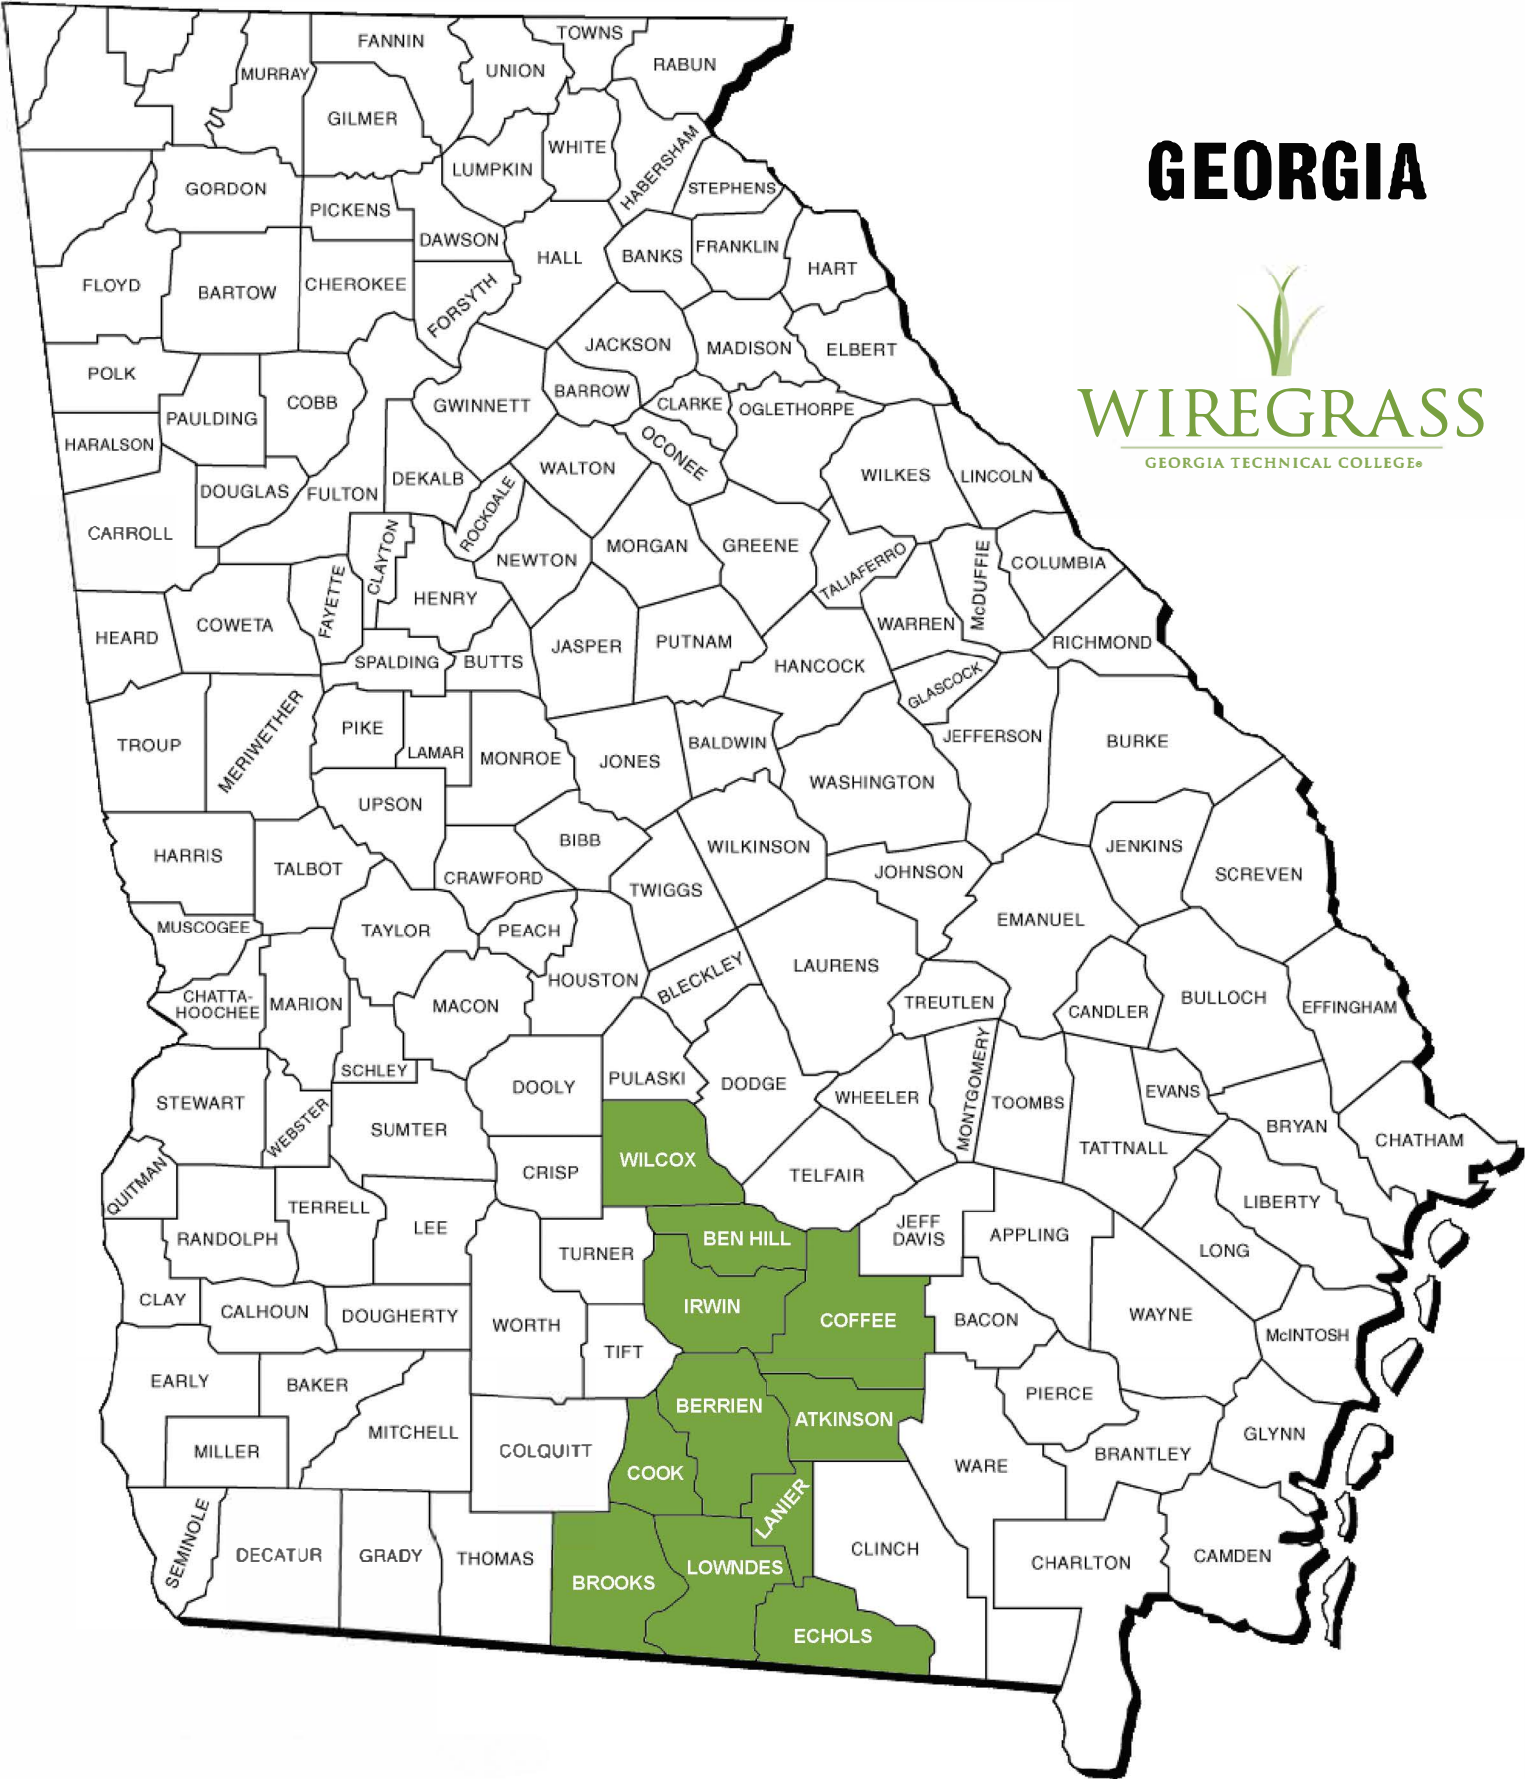 FANNIN
TOWNS
UNION
RABUN
MURRAY
GILMER
WHITE
HABERSHAM
LUMPKIN
STEPHENS
GORDON
PICKENS
DAWSON
HALL
BANKS
FRANKLIN
HART
FLOYD
BARTOW
CHEROKEE
FORSYTH
JACKSON
MADISON
ELBERT
POLK
PAULDING
COBB
GWINNETT
BARROW
CLARKE
OGLETHORPE
HARALSON
DOUGLAS
FULTON
DEKALB
ROCKDALE
WALTON
OCONEE
WILKES
LINCOLN
CARROLL
CLAYTON
NEWTON
MORGAN
GREENE
TALIAFERRO
McDUFFIE
COLUMBIA
HEARD
COWETA
FAYETTE
HENRY
SPALDING
BUTTS
JASPER
PUTNAM
HANCOCK
WARREN
GLASCOCK
RICHMOND
TROUP
MERIWETHER
PIKE
LAMAR
MONROE
JONES
BALDWIN
WASHINGTON
JEFFERSON
BURKE
UPSON
HARRIS
TALBOT
CRAWFORD
BIBB
TWIGGS
WILKINSON
JOHNSON
JENKINS
SCREVEN
MUSCOGEE
TAYLOR
PEACH
HOUSTON
BLECKLEY
LAURENS
EMANUEL
CHATTA-
HOOCHEE
MARION
MACON
TREUTLEN
CANDLER
BULLOCH
EFFINGHAM
STEWART
WEBSTER
SCHLEY
SUMTER
DOOLY
PULASKI
DODGE
WHEELER
MONTGOMERY
TOOMBS
TATTNALL
EVANS
BRYAN
CHATHAM
QUITMAN
RANDOLPH
TERRELL
LEE
CRISP
WILCOX
TELFAIR
JEFF
DAVIS
APPLING
LONG
LIBERTY
CLAY
CALHOUN
DOUGHERTY
WORTH
TURNER
BEN HILL
IRWIN
COFFEE
BACON
WAYNE
McINTOSH
EARLY
BAKER
TIFT
MILLER
MITCHELL
COLQUITT
BERRIEN
ATKINSON
COOK
PIERCE
WARE
BRANTLEY
GLYNN
SEMINOLE
DECATUR
GRADY
THOMAS
BROOKS
LOWNDES
LANIER
ECHOLS
CLINCH
CHARLTON
CAMDEN
GEORGIA
WIREGRASS
GEORGIA TECHNICAL COLLEGE®